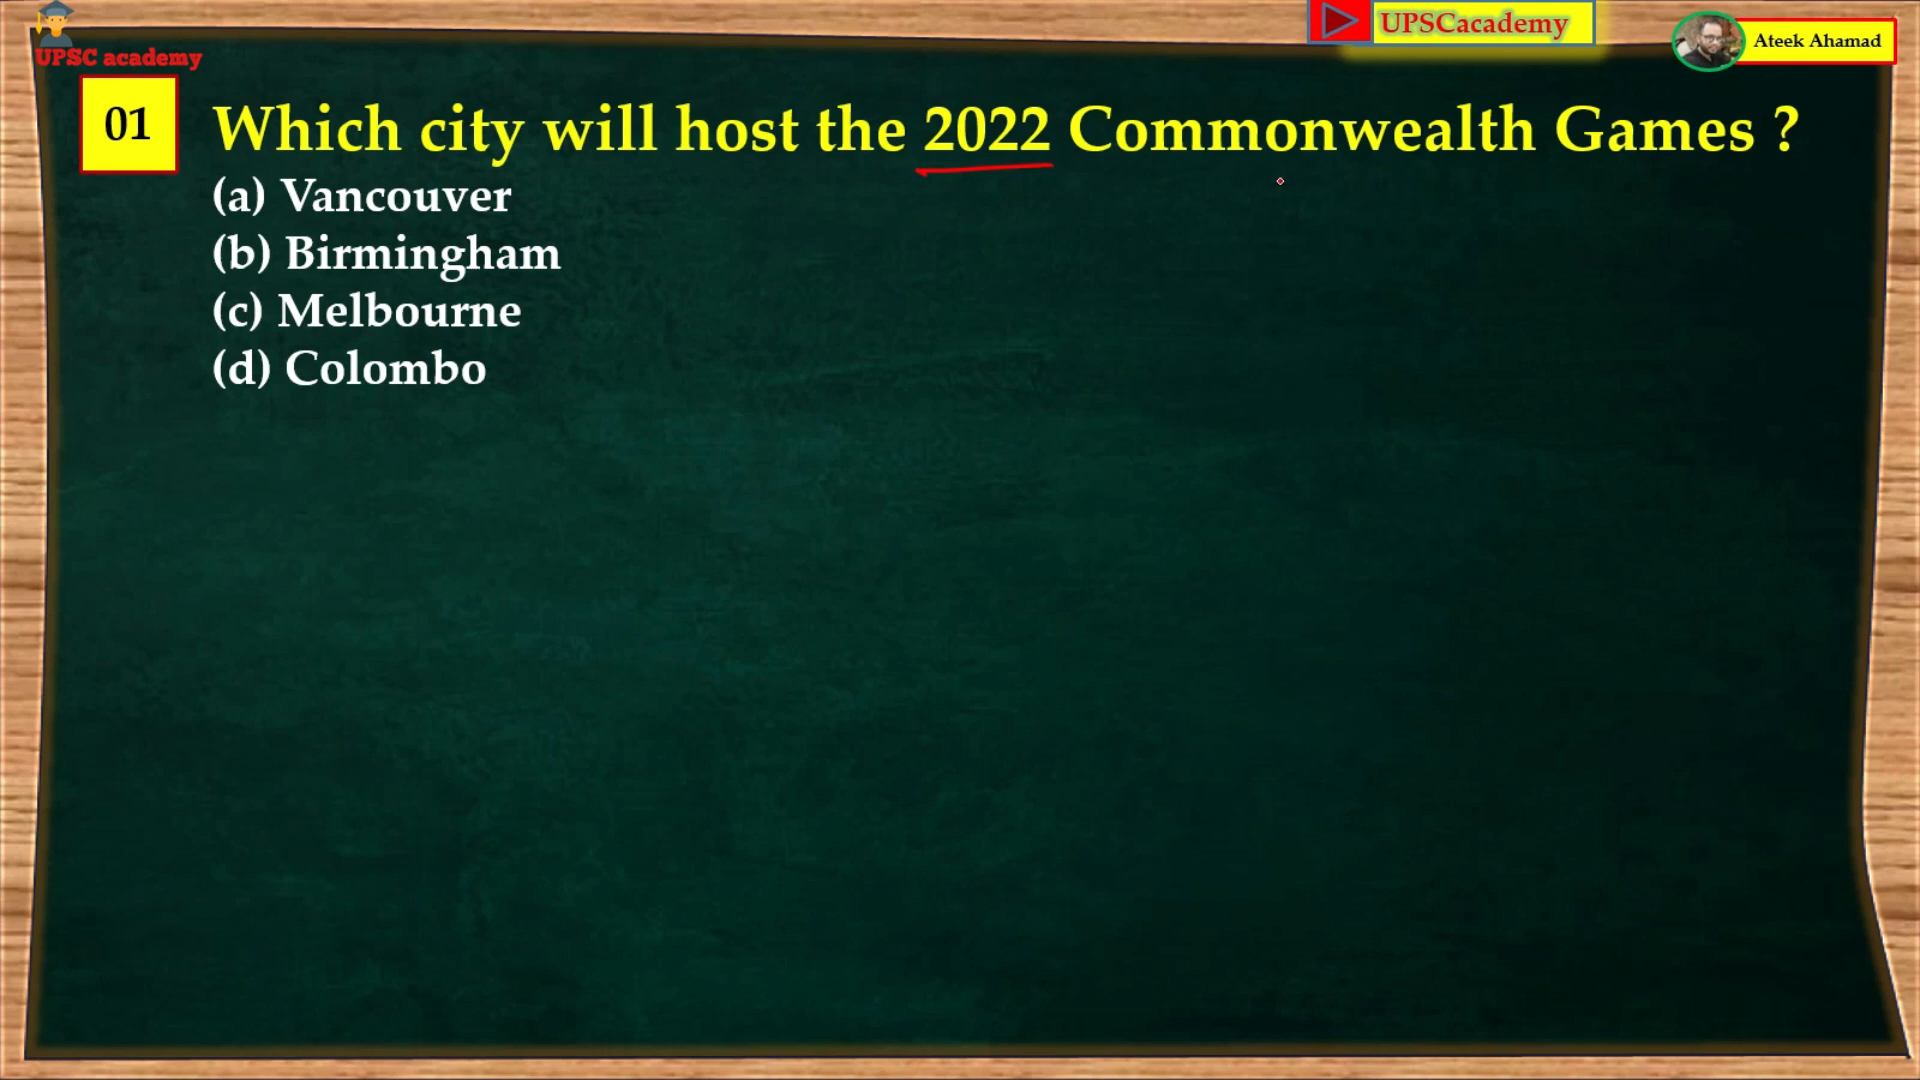 UPSC academy
UPSCacademy
Ateek Ahamad
01
Which city will host the 2022 Commonwealth Games ?
(a) Vancouver
(b) Birmingham
(c) Melbourne
(d) Colombo